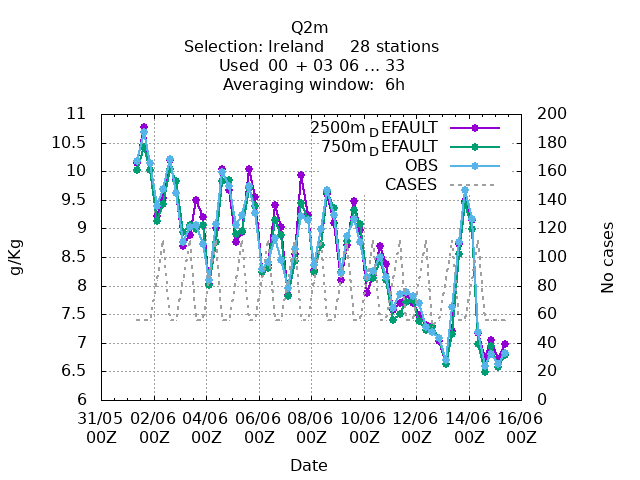 Q2m
Selection: Ireland     28 stations
Used  00  + 03 06 ... 33
Averaging window:  6h
2500m_DEFAULT
750m_DEFAULT
OBS
CASES
11
10.5
10
9.5
9
8.5
8
7.5
7
6.5
6
200
180
160
140
120
100
80
60
40
20
0
g/Kg
No cases
31/05 02/06 04/06 06/06 08/06 10/06 12/06 14/06 16/06
00Z 00Z 00Z 00Z 00Z 00Z 00Z 00Z 00Z
Date